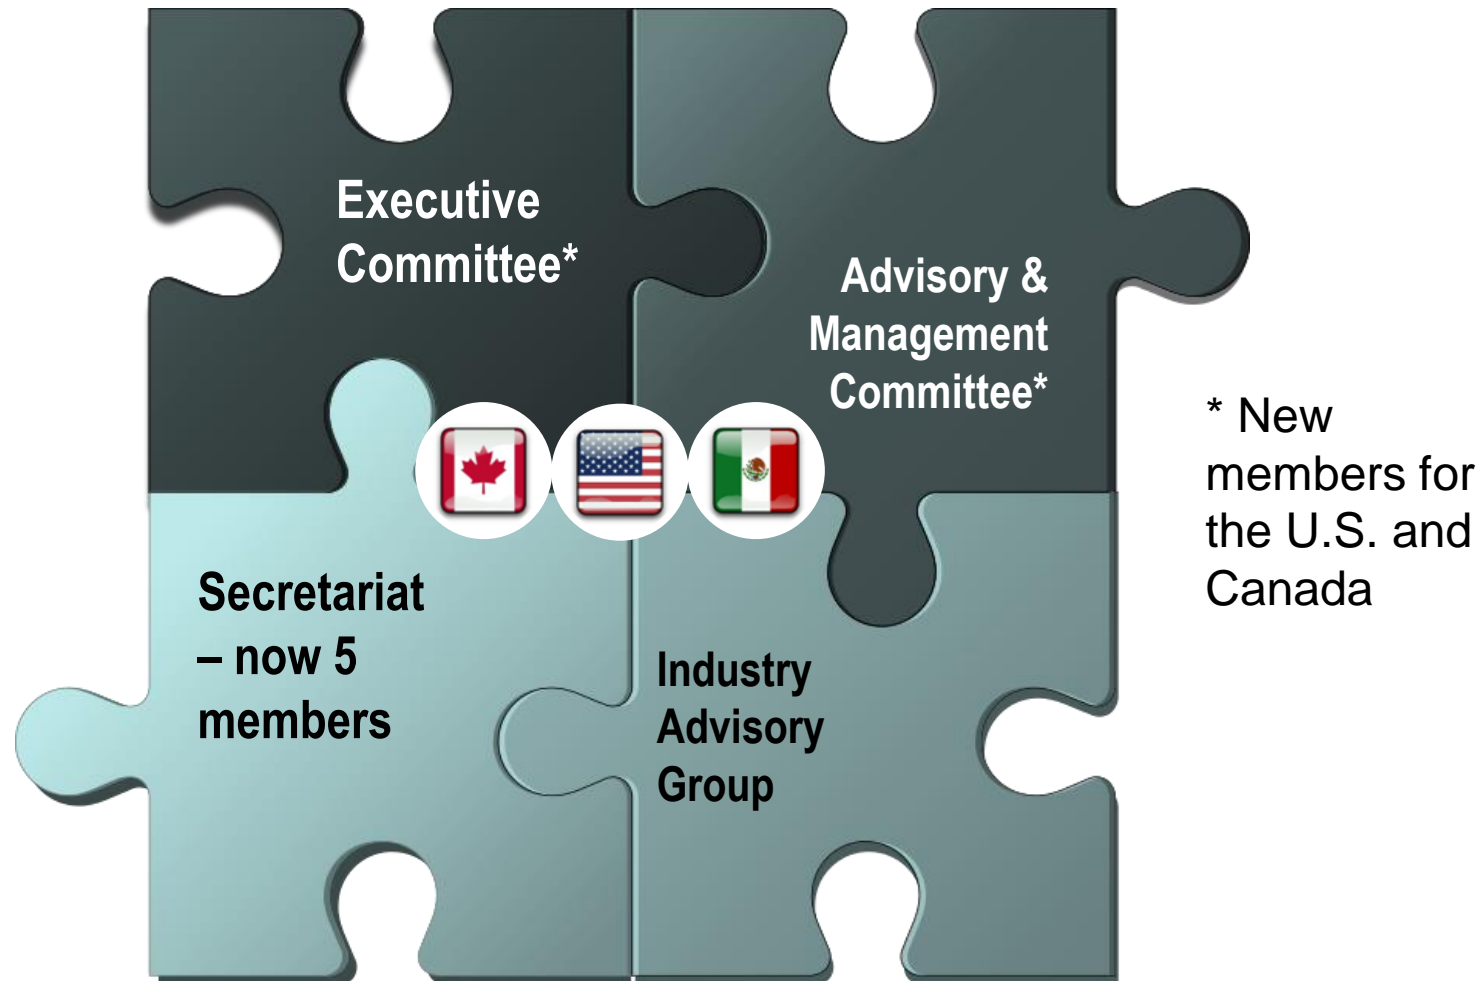 Executive
Committee*
Advisory &
Management
Committee*
* New
members for
the U.S. and
Canada
Secretariat
– now 5
members
Industry
Advisory
Group